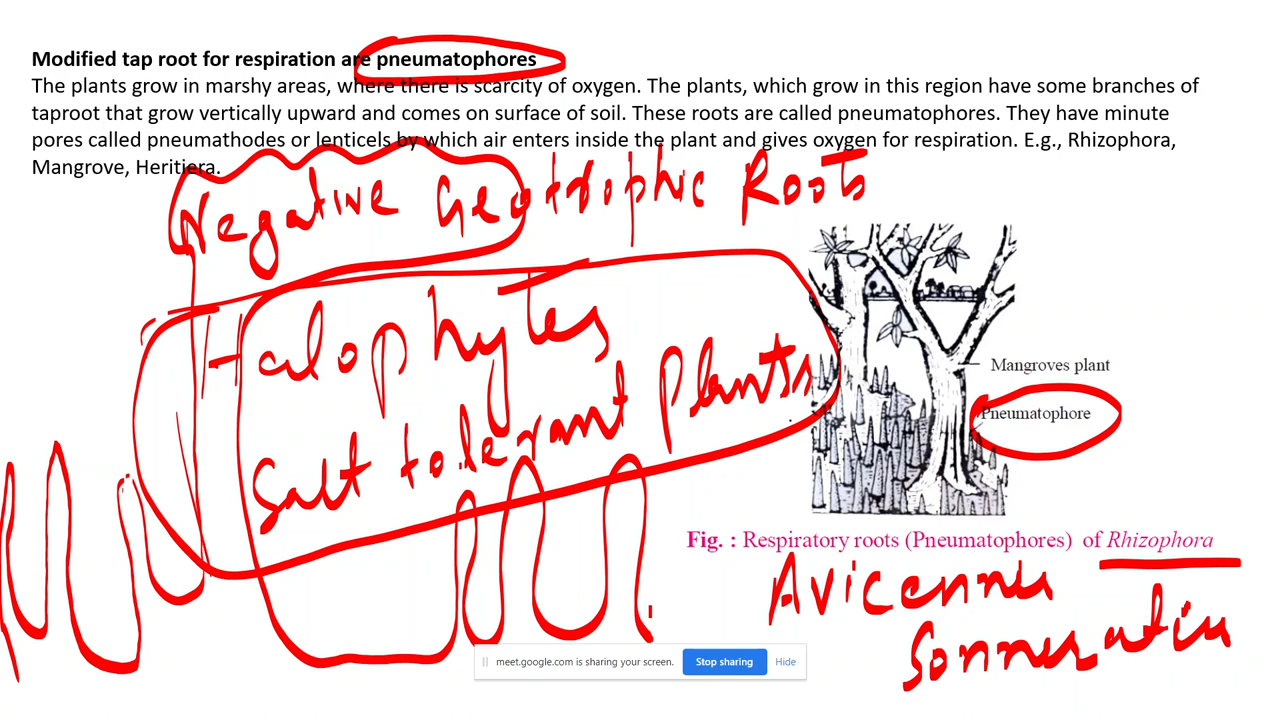 Modified tap root for respiration are pneumatophores
The plants grow in marshy areas, where there is scarcity of oxygen. The plants, which grow in this region have some branches of
taproot that grow vertically upward and comes on surface of soil. These roots are called pneumatophores. They have minute
pores called pneumathodes or lenticels by which air enters inside the plant and gives oxygen for respiration. E.g., Rhizophora,
Mangrove, Heritiera.
Negative Geotrophic Roots
Halophytes
Salt tolerant Plants
Mangroves plant
Pneumatophore
Fig. : Respiratory roots (Pneumatophores) of Rhizophora
Avicennia
Sonneratia
meet.google.com is sharing your screen. Stop sharing Hide